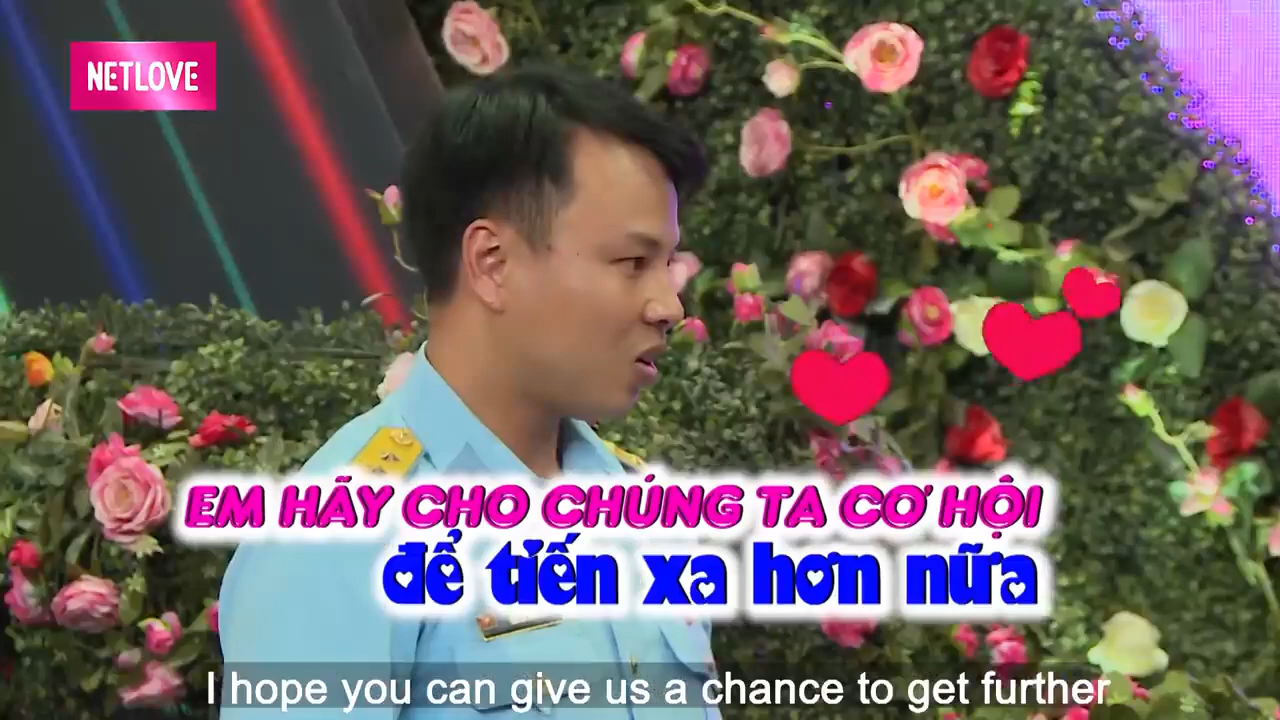 NETLOVE
EM HÃY CHO CHÚNG TA CƠ HỘI
để tiến xa hơn nữa
I hope you can give us a chance to get further